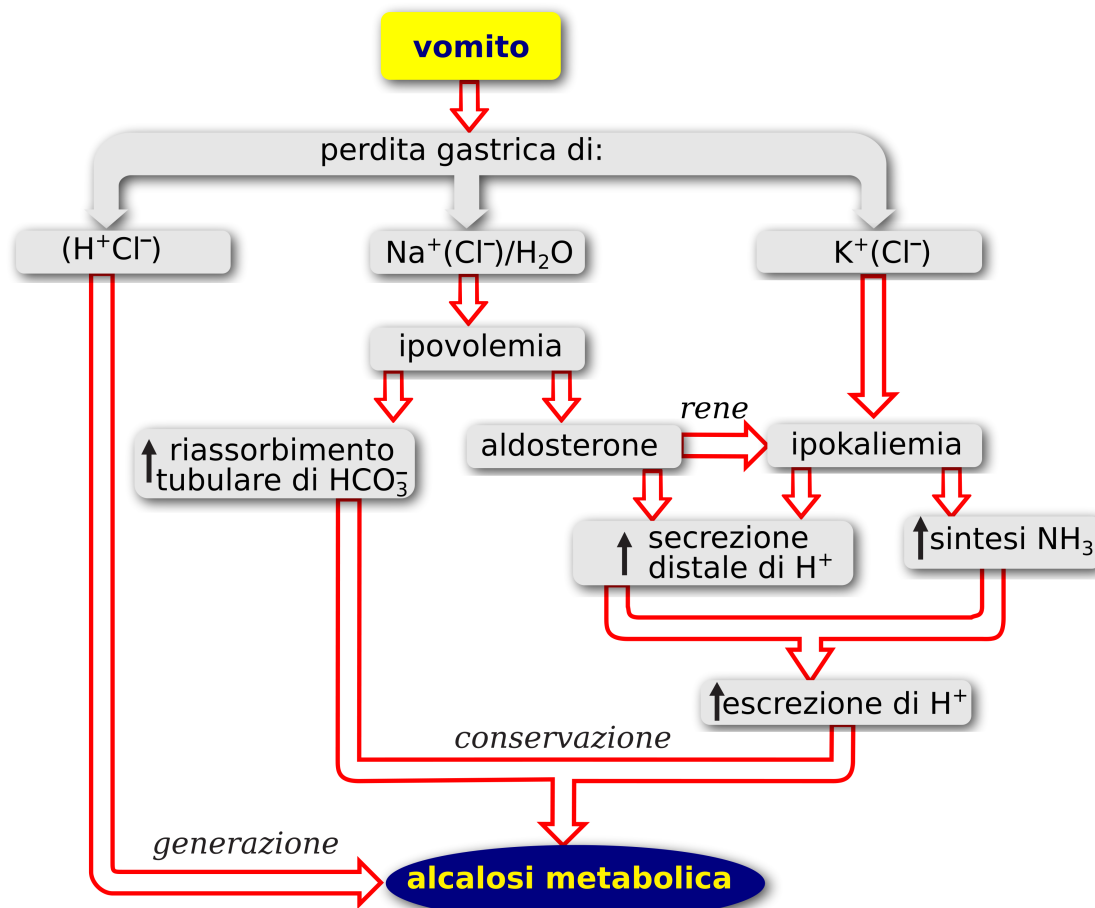 vomito
perdita gastrica di:
(H⁺Cl⁻)
Na⁺(Cl⁻)/H₂O
K⁺(Cl⁻)
ipovolemia
rene
riassorbimento
tubulare di HCO₃⁻
aldosterone
ipokaliemia
secrezione
distale di H⁺
sintesi NH₃
escrezione di H⁺
conservazione
generazione
alcalosi metabolica